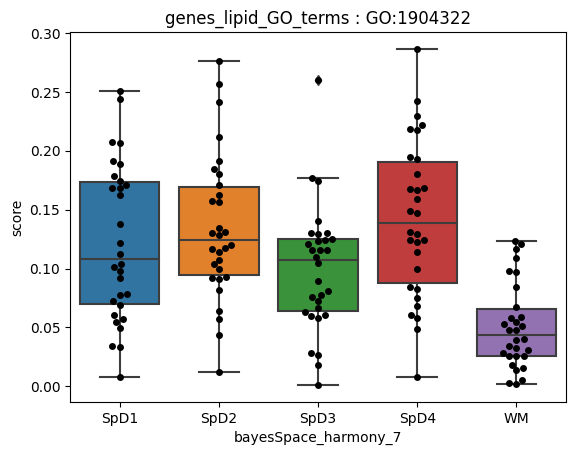 genes_lipid_GO_terms : GO:1904322
0.30
0.25
0.20
0.15
0.10
0.05
0.00
score
SpD1 SpD2 SpD3 SpD4 WM
bayesSpace_harmony_7